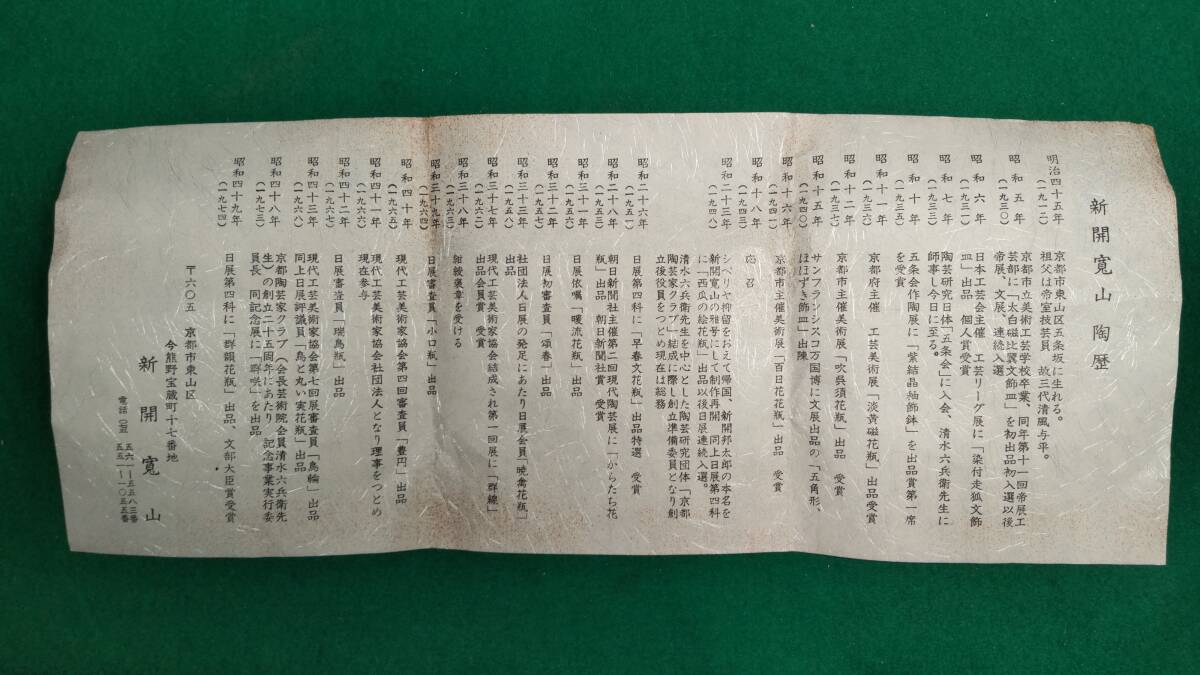 新開寛山陶歴
明治四十五年
(一九一二)
京都市東山区五条坂に生れる。
祖父は帝室技芸員 故三代清風与平。
昭和五年
(一九三〇)
京都市立美術工芸学校卒業、同年第十一回帝展工
芸部に「太白磁比翼文飾皿」を初出品初入選以後
帝展、文展、連続入選
昭和六年
(一九三一)
日本工芸会主催 工芸リーグ展に「染付走狐文飾
皿」出品 個人賞受賞
昭和七年
(一九三三)
陶芸研究団体「五条会」に入会、清水六兵衛先生に
師事し今日に至る。
昭和十年
(一九三五)
五条会作陶展に「紫結晶釉飾鉢」を出品賞第一席
を受賞
昭和十一年
(一九三六)
京都府主催 工芸美術展「淡黄磁花瓶」出品受賞
昭和十二年
(一九三七)
京都市主催美術展「吹呉須花瓶」出品 受賞
昭和十五年
(一九四〇)
サンフランシスコ万国博に文展出品の「五角形、
ほほずき飾皿」出陳
昭和十六年
(一九四一)
京都市主催美術展「百日花花瓶」出品 受賞
昭和十八年
(一九四三)
応召
昭和二十三年
(一九四八)
シベリヤ抑留をおえて帰国、新開邦太郎の本名を
新開寛山の雅号にして制作再開、同上日展第四科
に「西瓜の絵花瓶」出品以後日展連続入選。
清水六兵衛先生を中心とした陶芸研究団体「京都
陶芸家クラブ」結成に際し創立準備委員となり創
立後役員をつとめ現在は総務
昭和二十六年
(一九五一)
日展第四科に「早春文花瓶」出品特選 受賞
昭和二十八年
(一九五三)
朝日新聞社主催第二回現代陶芸展に「からたち花
瓶」出品 朝日新聞社賞 受賞
昭和三十一年
(一九五六)
日展依嘱「暖流花瓶」出品
昭和三十二年
(一九五七)
日展初審査員「頌春」出品
昭和三十三年
(一九五八)
社団法人日展の発足にあたり日展会員「暁禽花瓶」
出品
昭和三十七年
(一九六二)
現代工芸美術家協会結成され第一回展に「群線」
出品会員賞 受賞
昭和三十八年
(一九六三)
紺綬褒章を受ける
昭和三十九年
(一九六四)
日展審査員「小口瓶」出品
昭和四十年
(一九六五)
現代工芸美術家協会第四回審査員「豊円」出品
昭和四十一年
(一九六六)
現代工芸美術家協会社団法人となり理事をつとめ
現在参与
昭和四十二年
(一九六七)
日展審査員「瑞鳥瓶」出品
昭和四十三年
(一九六八)
現代工芸美術家協会第七回展審査員「鳥輪」出品
同上日展評議員「鳥と丸い実花瓶」出品
昭和四十八年
(一九七三)
京都陶芸家クラブ(会長芸術院会員清水六兵衛先
生)の創立二十五周年にあたり 記念事業実行委
員長、 同記念展に「群咲」を出品
昭和四十九年
(一九七四)
日展第四科に「群韻花瓶」出品、文部大臣賞受賞
〒六〇五 京都市東山区
今熊野宝蔵町十七番地
新開寛山
電話 五六一ー五五八三番
五五一ー一〇五五番